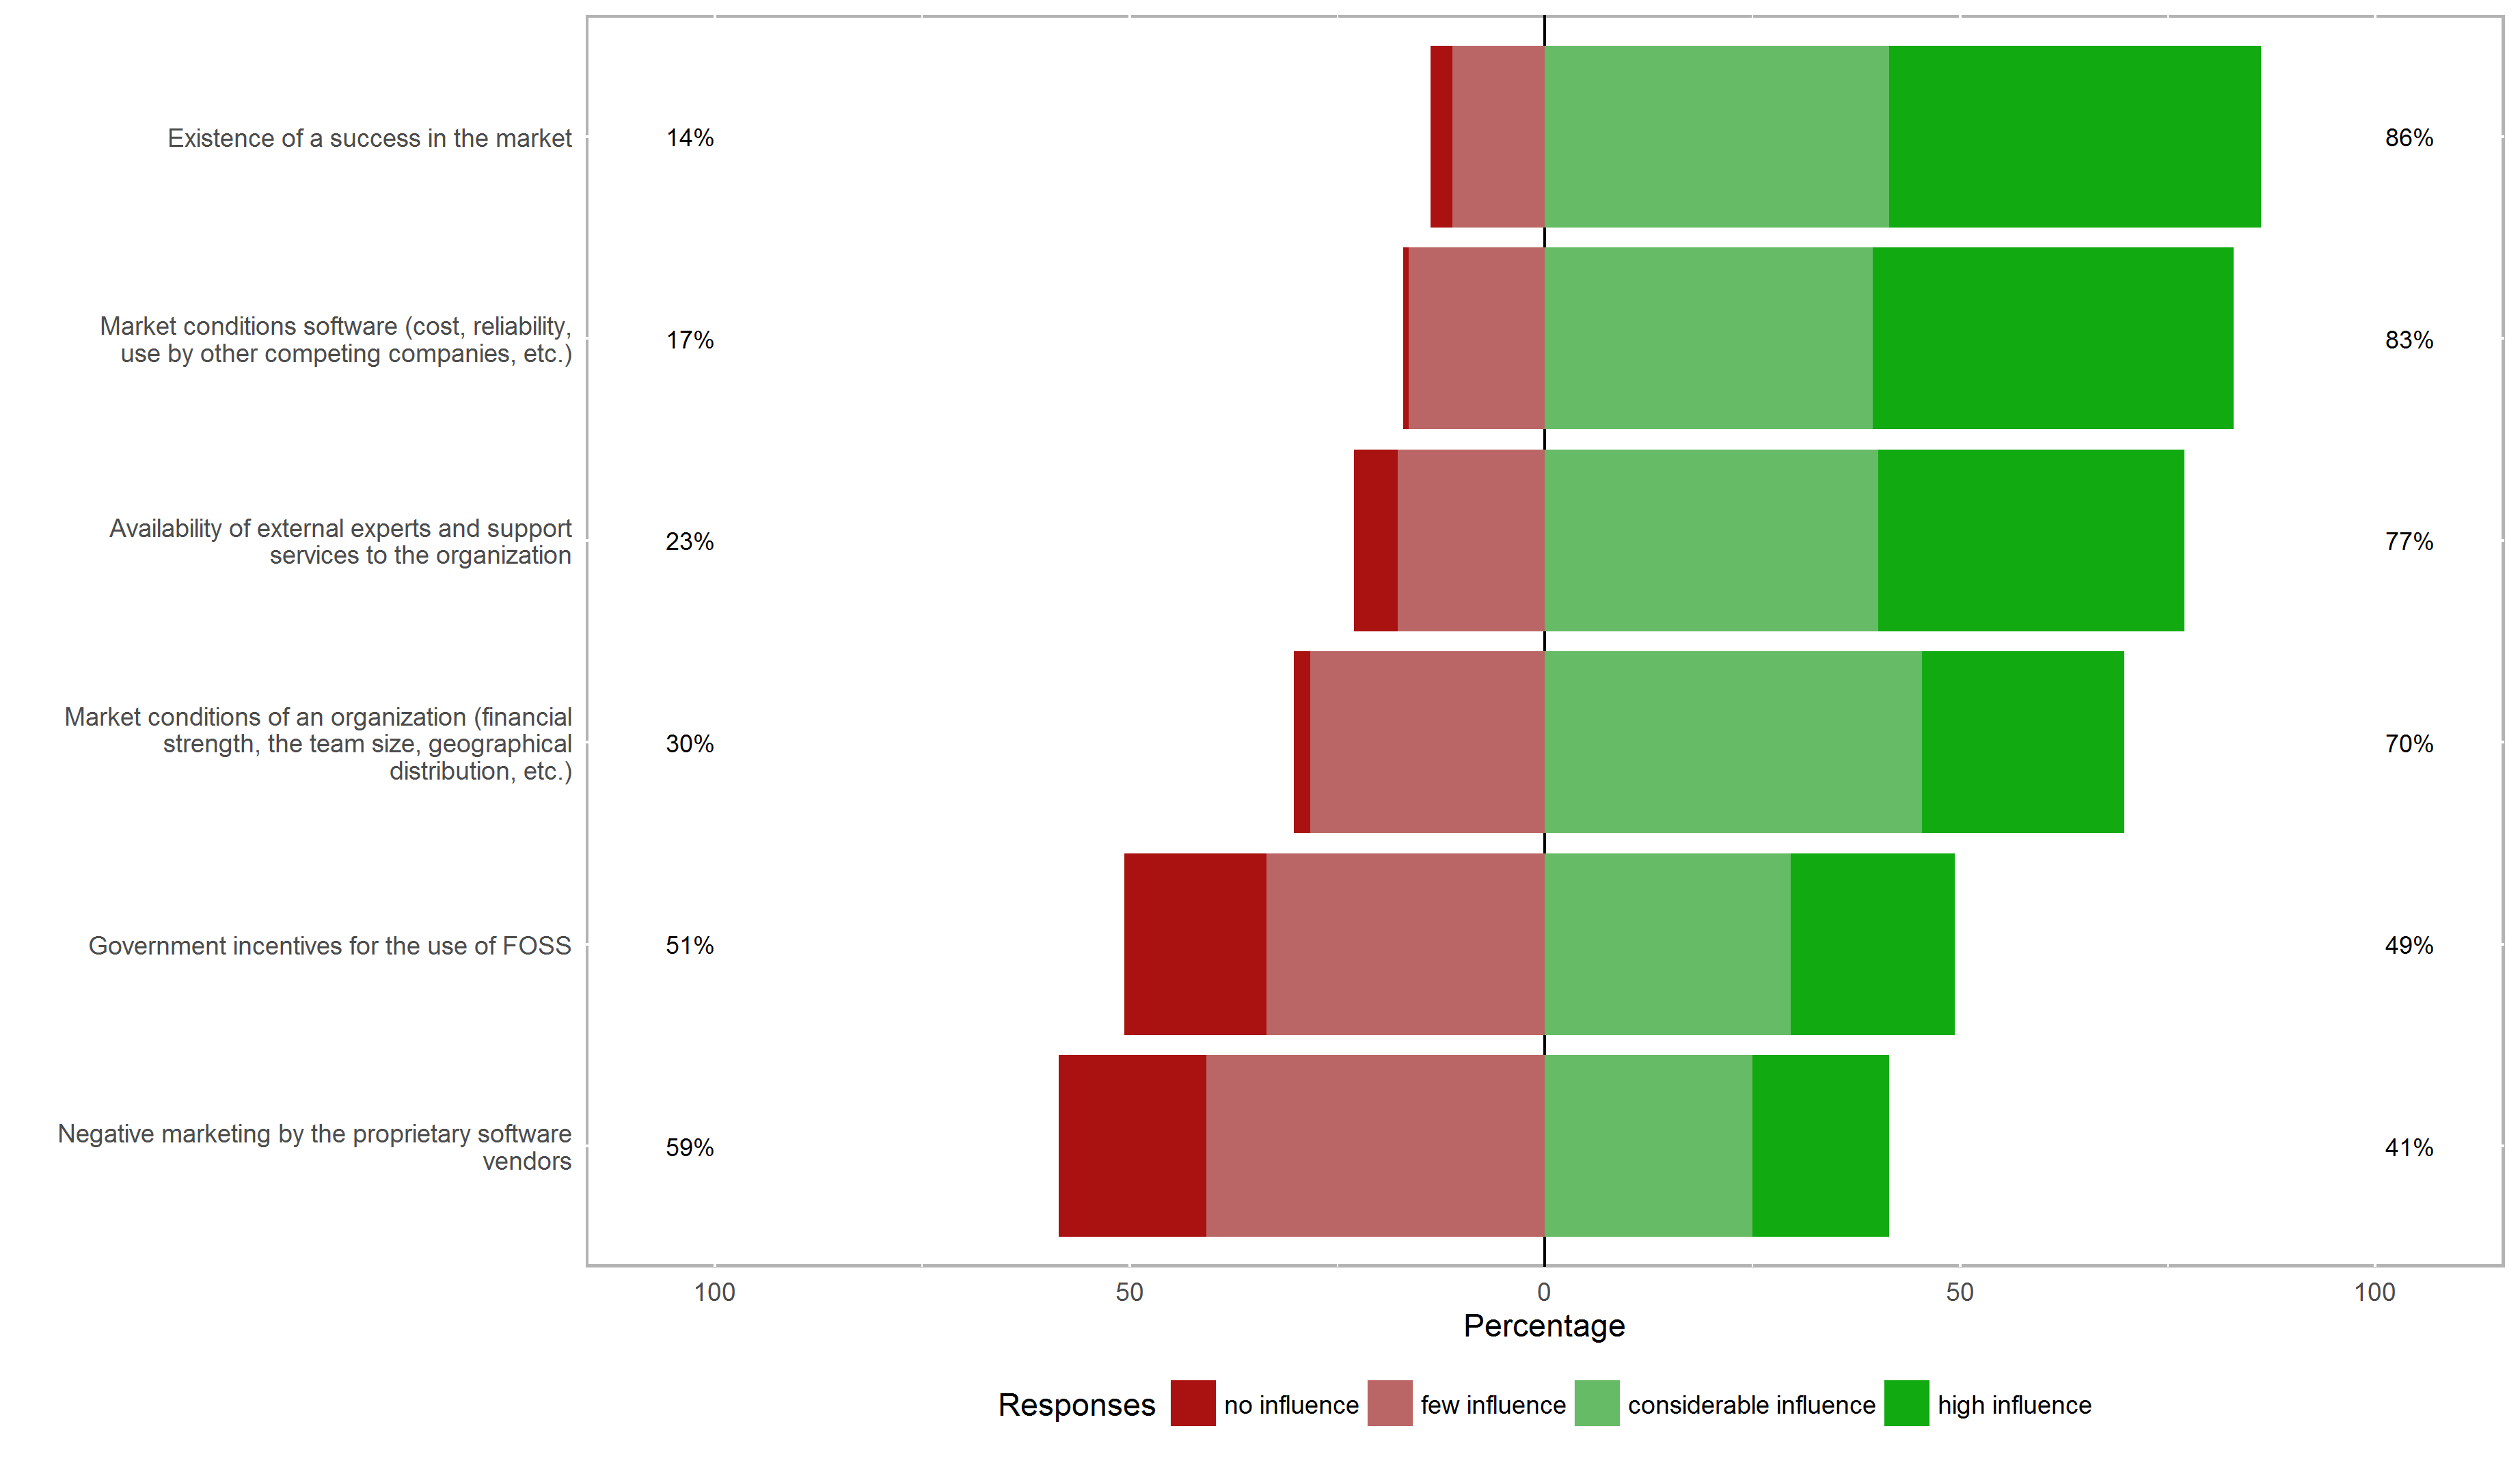 Existence of a success in the market
14%
86%
Market conditions software (cost, reliability,
use by other competing companies, etc.)
17%
83%
Availability of external experts and support
services to the organization
23%
77%
Market conditions of an organization (financial
strength, the team size, geographical
distribution, etc.)
30%
70%
Government incentives for the use of FOSS
51%
49%
Negative marketing by the proprietary software
vendors
59%
41%
100 50 0 50 100
Percentage
Responses no influence few influence considerable influence high influence